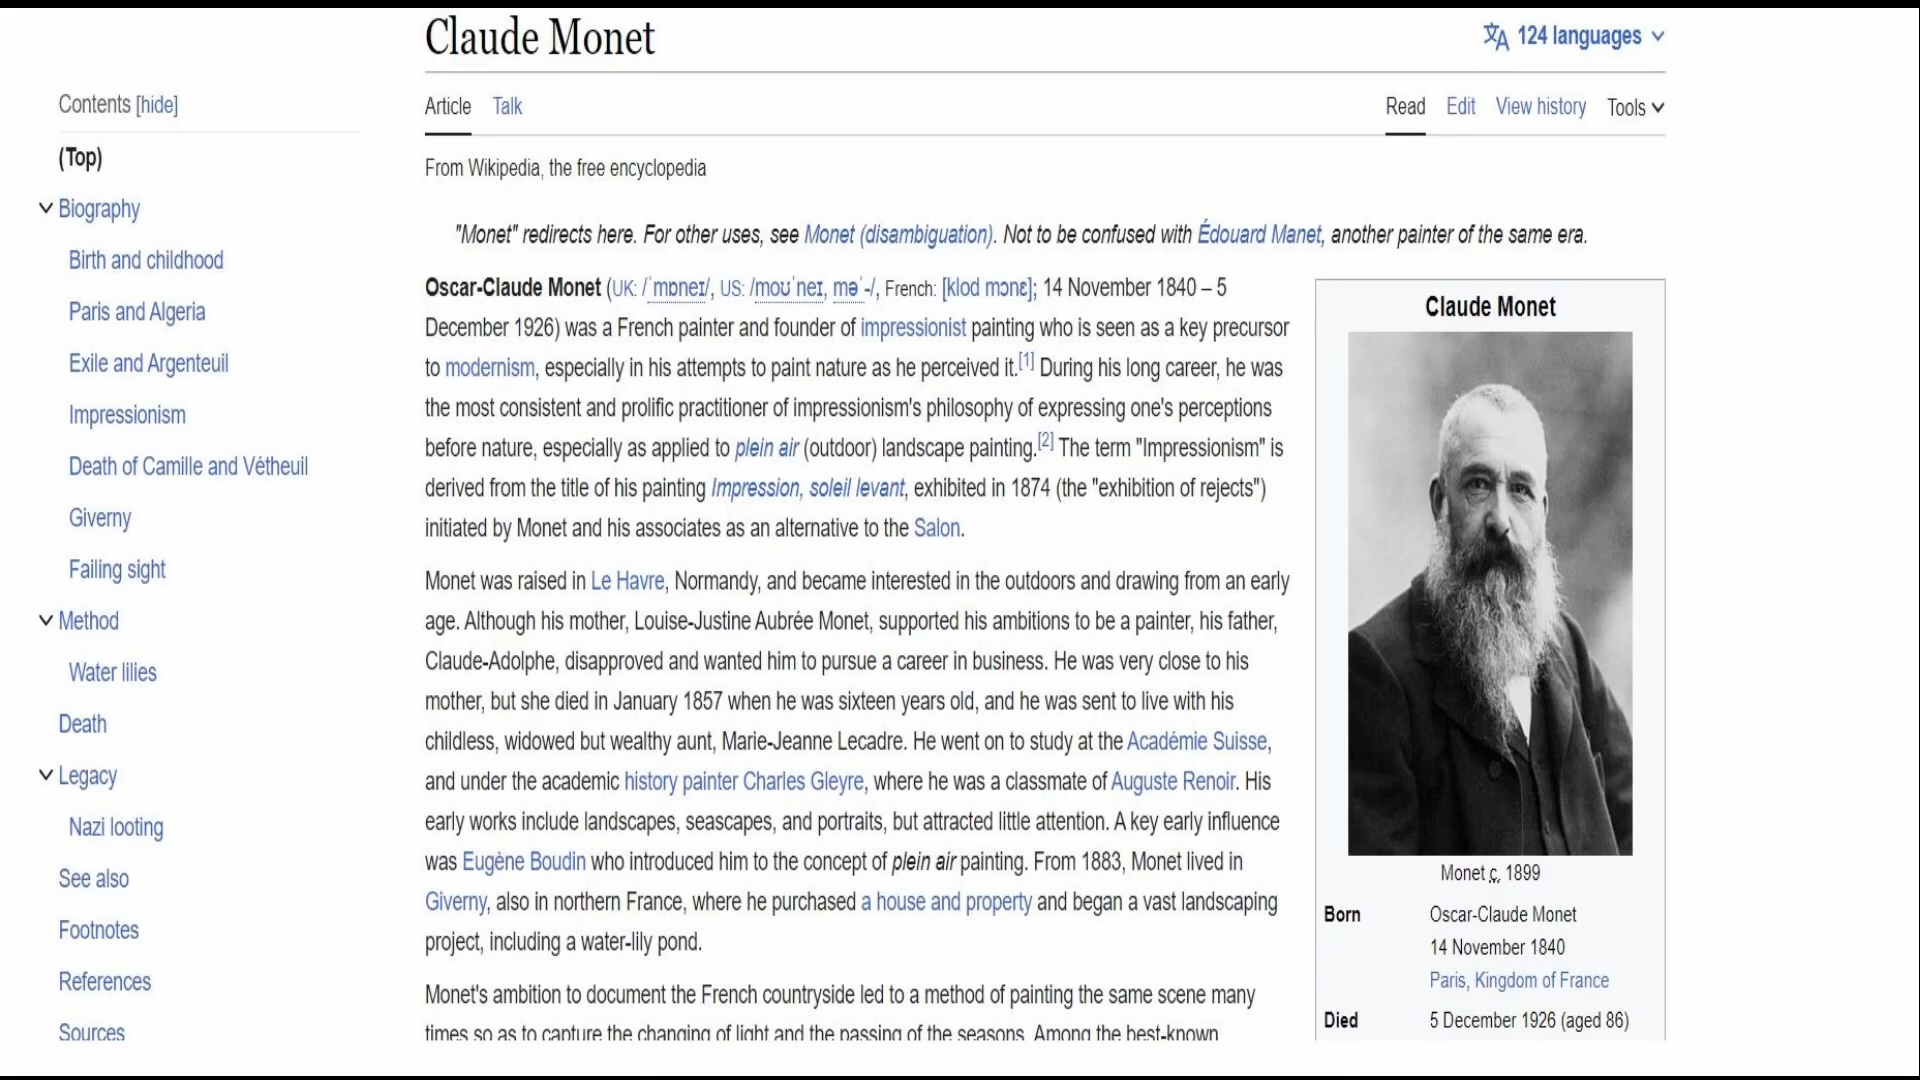 Claude Monet
124 languages
Contents [hide]
Article Talk
Read Edit View history Tools
(Top)
From Wikipedia, the free encyclopedia
Biography
"Monet" redirects here. For other uses, see Monet (disambiguation). Not to be confused with Édouard Manet, another painter of the same era.
Birth and childhood
Paris and Algeria
Exile and Argenteuil
Impressionism
Death of Camille and Vétheuil
Giverny
Failing sight
Method
Water lilies
Death
Legacy
Nazi looting
See also
Footnotes
References
Sources
Oscar-Claude Monet (UK: /ˈmɒneɪ/, US: /moʊˈneɪ, məˈ-/, French: [klod mɔnɛ]; 14 November 1840 – 5
December 1926) was a French painter and founder of impressionist painting who is seen as a key precursor
to modernism, especially in his attempts to paint nature as he perceived it.[1] During his long career, he was
the most consistent and prolific practitioner of impressionism's philosophy of expressing one's perceptions
before nature, especially as applied to plein air (outdoor) landscape painting.[2] The term "Impressionism" is
derived from the title of his painting Impression, soleil levant, exhibited in 1874 (the "exhibition of rejects")
initiated by Monet and his associates as an alternative to the Salon.
Monet was raised in Le Havre, Normandy, and became interested in the outdoors and drawing from an early
age. Although his mother, Louise-Justine Aubrée Monet, supported his ambitions to be a painter, his father,
Claude-Adolphe, disapproved and wanted him to pursue a career in business. He was very close to his
mother, but she died in January 1857 when he was sixteen years old, and he was sent to live with his
childless, widowed but wealthy aunt, Marie-Jeanne Lecadre. He went on to study at the Académie Suisse,
and under the academic history painter Charles Gleyre, where he was a classmate of Auguste Renoir. His
early works include landscapes, seascapes, and portraits, but attracted little attention. A key early influence
was Eugène Boudin who introduced him to the concept of plein air painting. From 1883, Monet lived in
Giverny, also in northern France, where he purchased a house and property and began a vast landscaping
project, including a water-lily pond.
Monet's ambition to document the French countryside led to a method of painting the same scene many
times so as to capture the changing of light and the passing of the seasons. Among the best-known
Claude Monet
Monet c. 1899
Born Oscar-Claude Monet
14 November 1840
Paris, Kingdom of France
Died 5 December 1926 (aged 86)